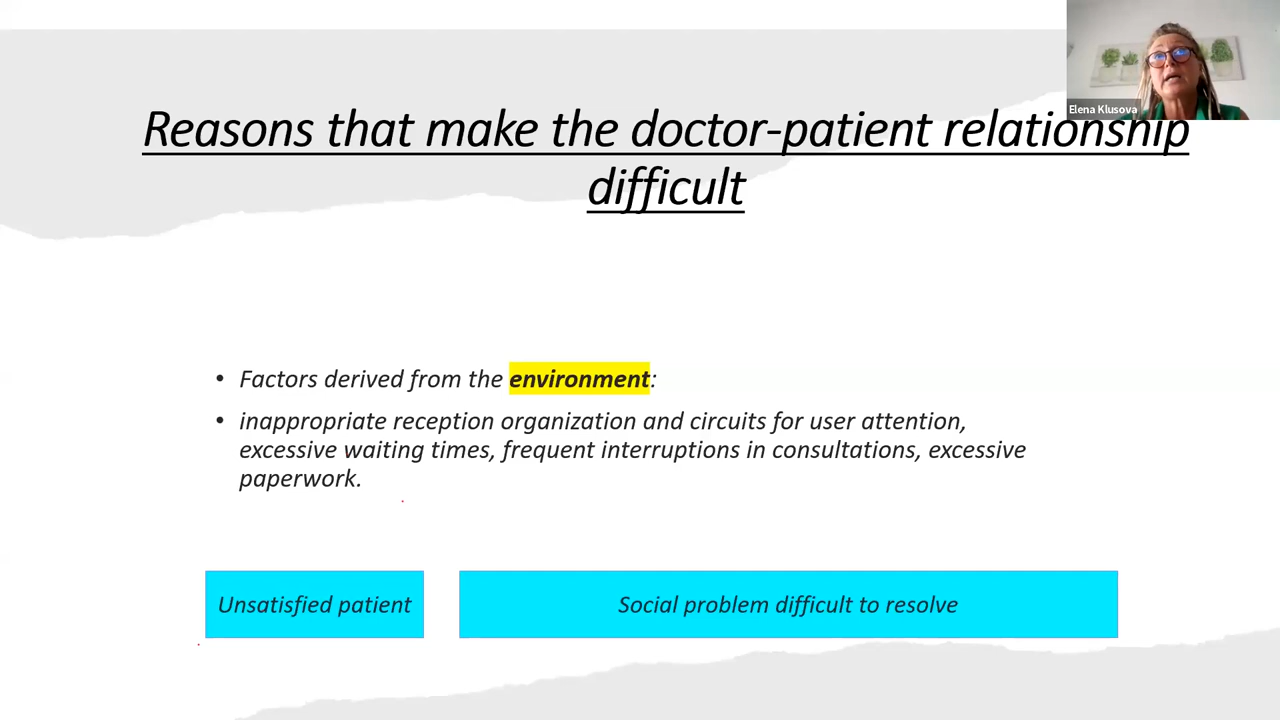 Elena Klusova
Reasons that make the doctor-patient relationship
difficult
• Factors derived from the environment:
• inappropriate reception organization and circuits for user attention,
excessive waiting times, frequent interruptions in consultations, excessive
paperwork.
Unsatisfied patient
Social problem difficult to resolve